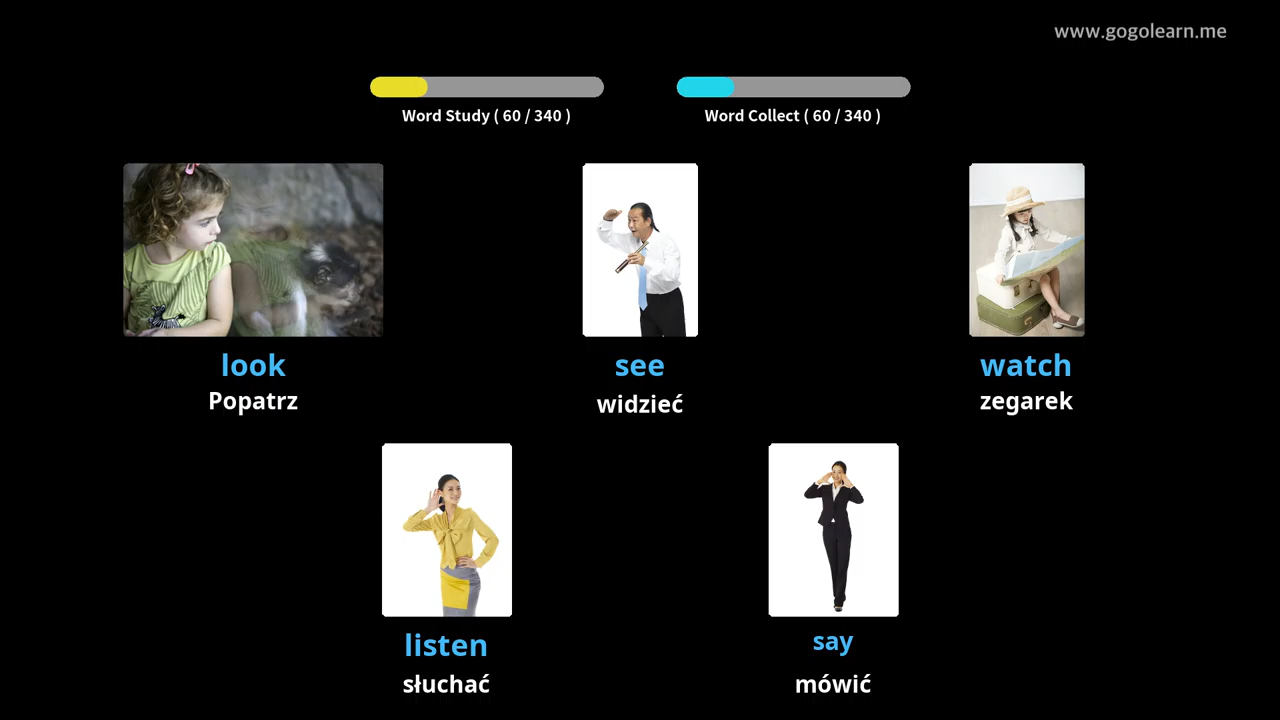 www.gogolearn.me
Word Study ( 60 / 340 )
Word Collect ( 60 / 340 )
look
Popatrz
see
widzieć
watch
zegarek
listen
słuchać
say
mówić